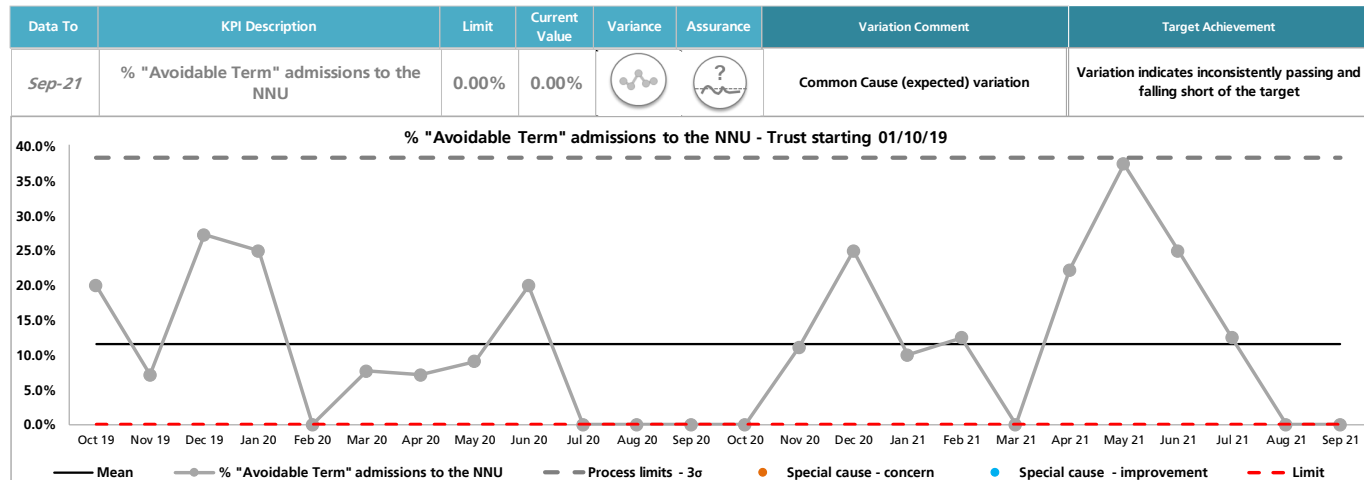 Data To KPI Description Limit Current Value Variance Assurance Variation Comment Target Achievement
Sep-21 % "Avoidable Term" admissions to the NNU 0.00% 0.00% ? Common Cause (expected) variation Variation indicates inconsistently passing and falling short of the target
% "Avoidable Term" admissions to the NNU - Trust starting 01/10/19
40.0%
35.0%
30.0%
25.0%
20.0%
15.0%
10.0%
5.0%
0.0%
Oct 19 Nov 19 Dec 19 Jan 20 Feb 20 Mar 20 Apr 20 May 20 Jun 20 Jul 20 Aug 20 Sep 20 Oct 20 Nov 20 Dec 20 Jan 21 Feb 21 Mar 21 Apr 21 May 21 Jun 21 Jul 21 Aug 21 Sep 21
Mean % "Avoidable Term" admissions to the NNU Process limits - 3σ Special cause - concern Special cause - improvement Limit